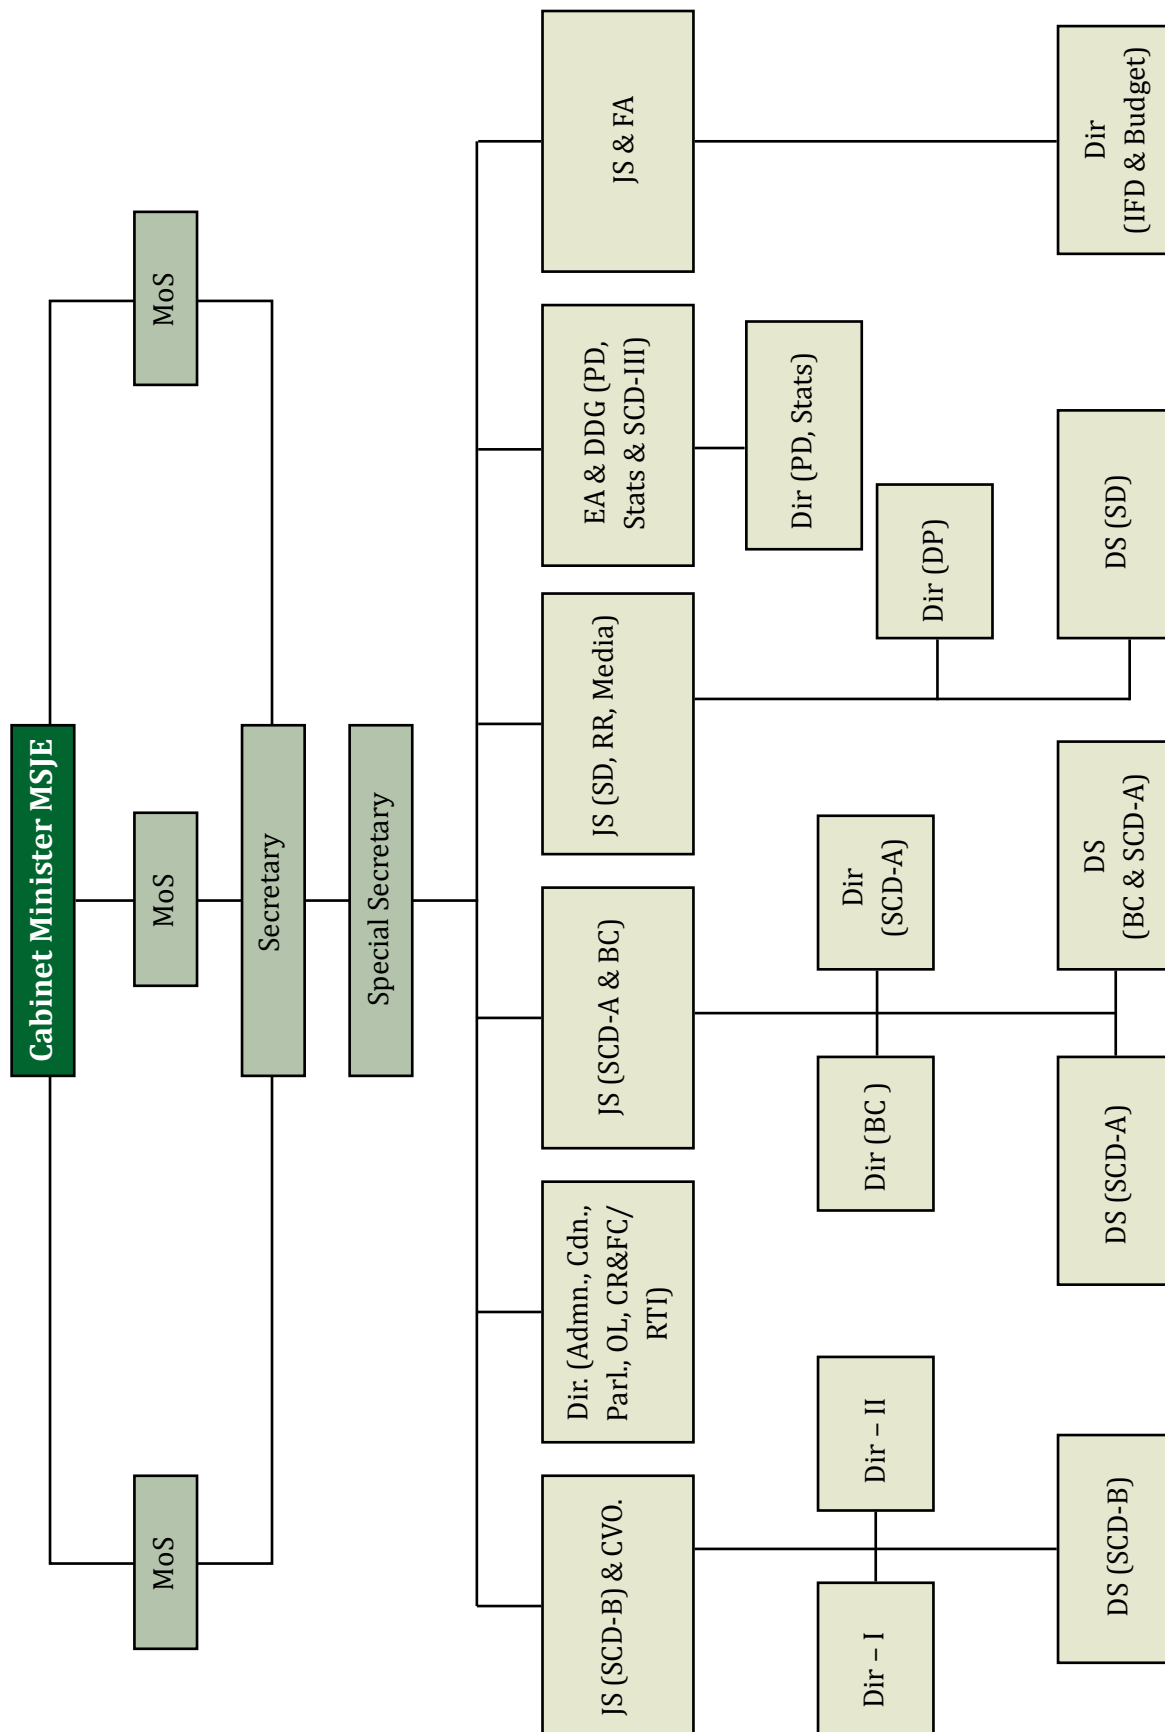 Cabinet Minister MSJE
MoS
MoS
MoS
Secretary
Special Secretary
JS (SCD-B) & CVO.
Dir. (Admn., Cdn.,
Parl., OL, CR&FC/
RTI)
JS (SCD-A & BC)
JS (SD, RR, Media)
EA & DDG (PD,
Stats & SCD-III)
JS & FA
Dir – I
Dir – II
Dir (BC )
Dir
(SCD-A)
Dir (DP)
Dir (PD, Stats)
DS (SCD-B)
DS (SCD-A)
DS
(BC & SCD-A)
DS (SD)
Dir
(IFD & Budget)